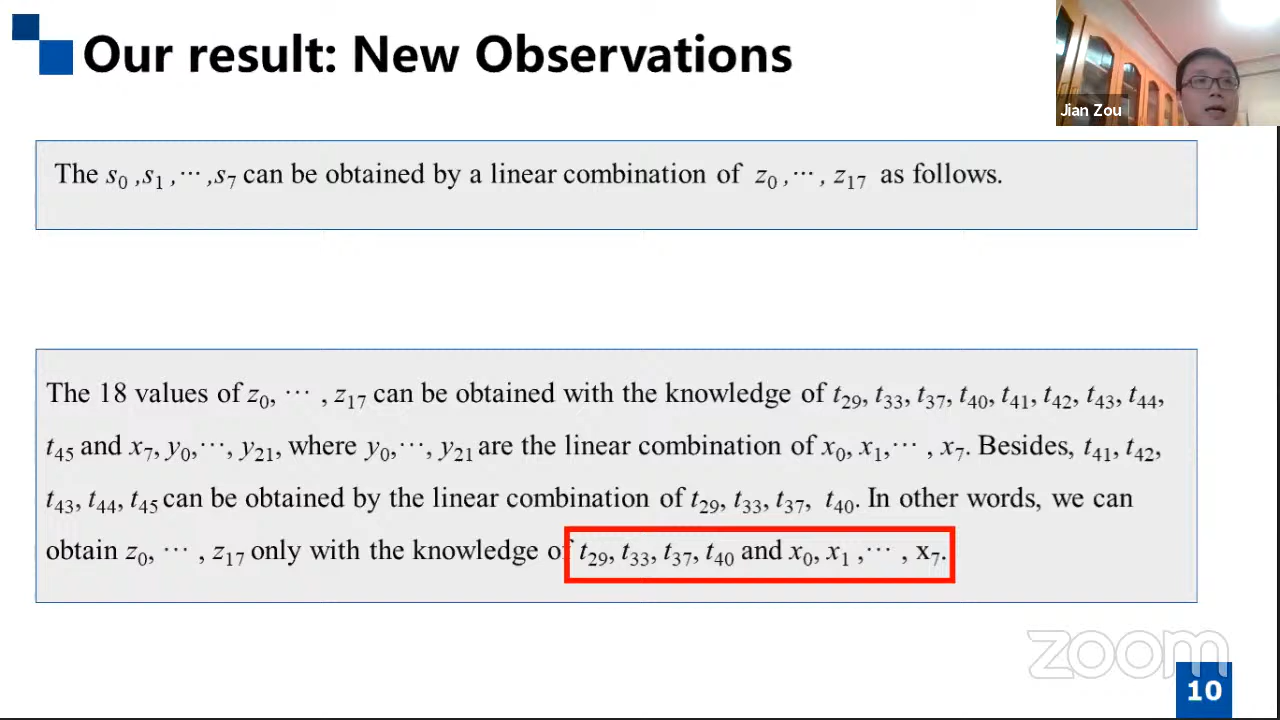 Our result: New Observations
Jian Zou
The s₀ ,s₁ ,⋯ ,s₇ can be obtained by a linear combination of z₀ ,⋯ , z₁₇ as follows.
The 18 values of z₀, ⋯ , z₁₇ can be obtained with the knowledge of t₂₉, t₃₃, t₃₇, t₄₀, t₄₁, t₄₂, t₄₃, t₄₄,
t₄₅ and x₇, y₀,⋯, y₂₁, where y₀,⋯, y₂₁ are the linear combination of x₀, x₁,⋯ , x₇. Besides, t₄₁, t₄₂,
t₄₃, t₄₄, t₄₅ can be obtained by the linear combination of t₂₉, t₃₃, t₃₇, t₄₀. In other words, we can
obtain z₀, ⋯ , z₁₇ only with the knowledge of t₂₉, t₃₃, t₃₇, t₄₀ and x₀, x₁ ,⋯ , x₇.
zoom
10